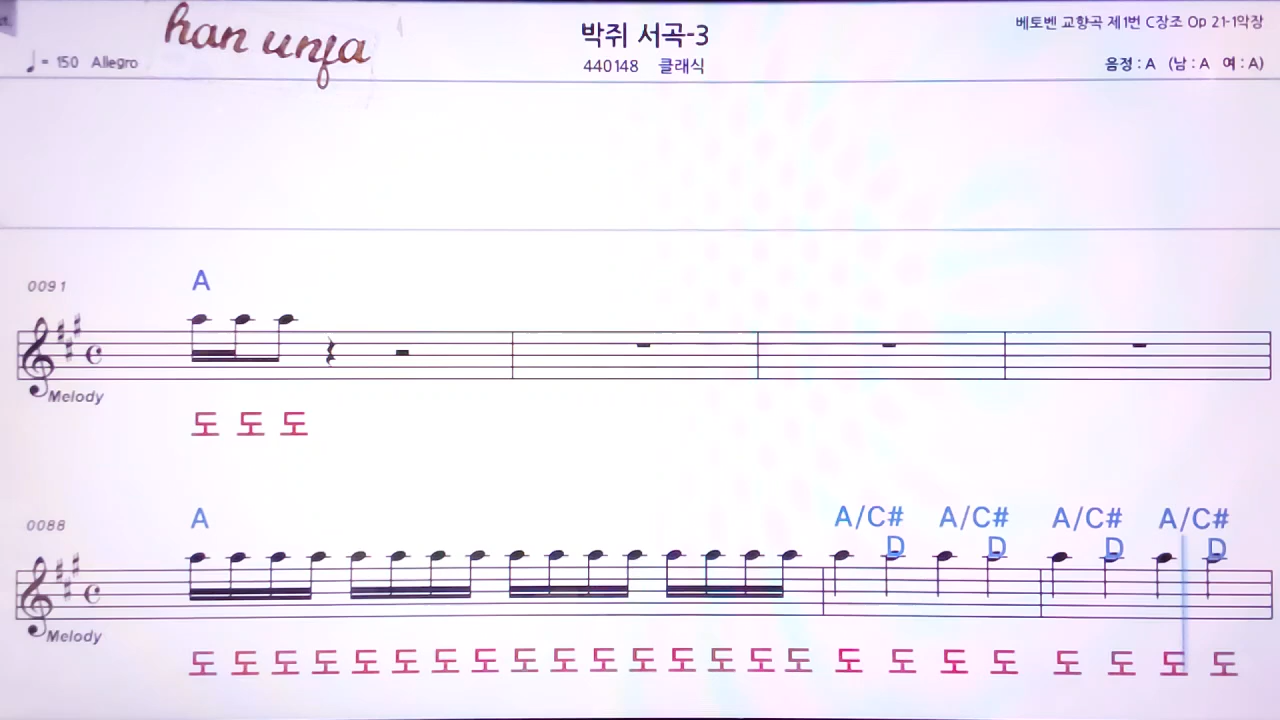 han unfa
박쥐 서곡-3
베토벤 교향곡 제1번 C장조 Op 21-1악장
♩= 150 Allegro
440148 클래식
음정 : A (남 : A 여 : A)
0091
A
Melody
도 도 도
0088
A A/C# D A/C# D A/C# D A/C# D
Melody
도 도 도 도 도 도 도 도 도 도 도 도 도 도 도 도 도 도 도 도 도 도 도 도